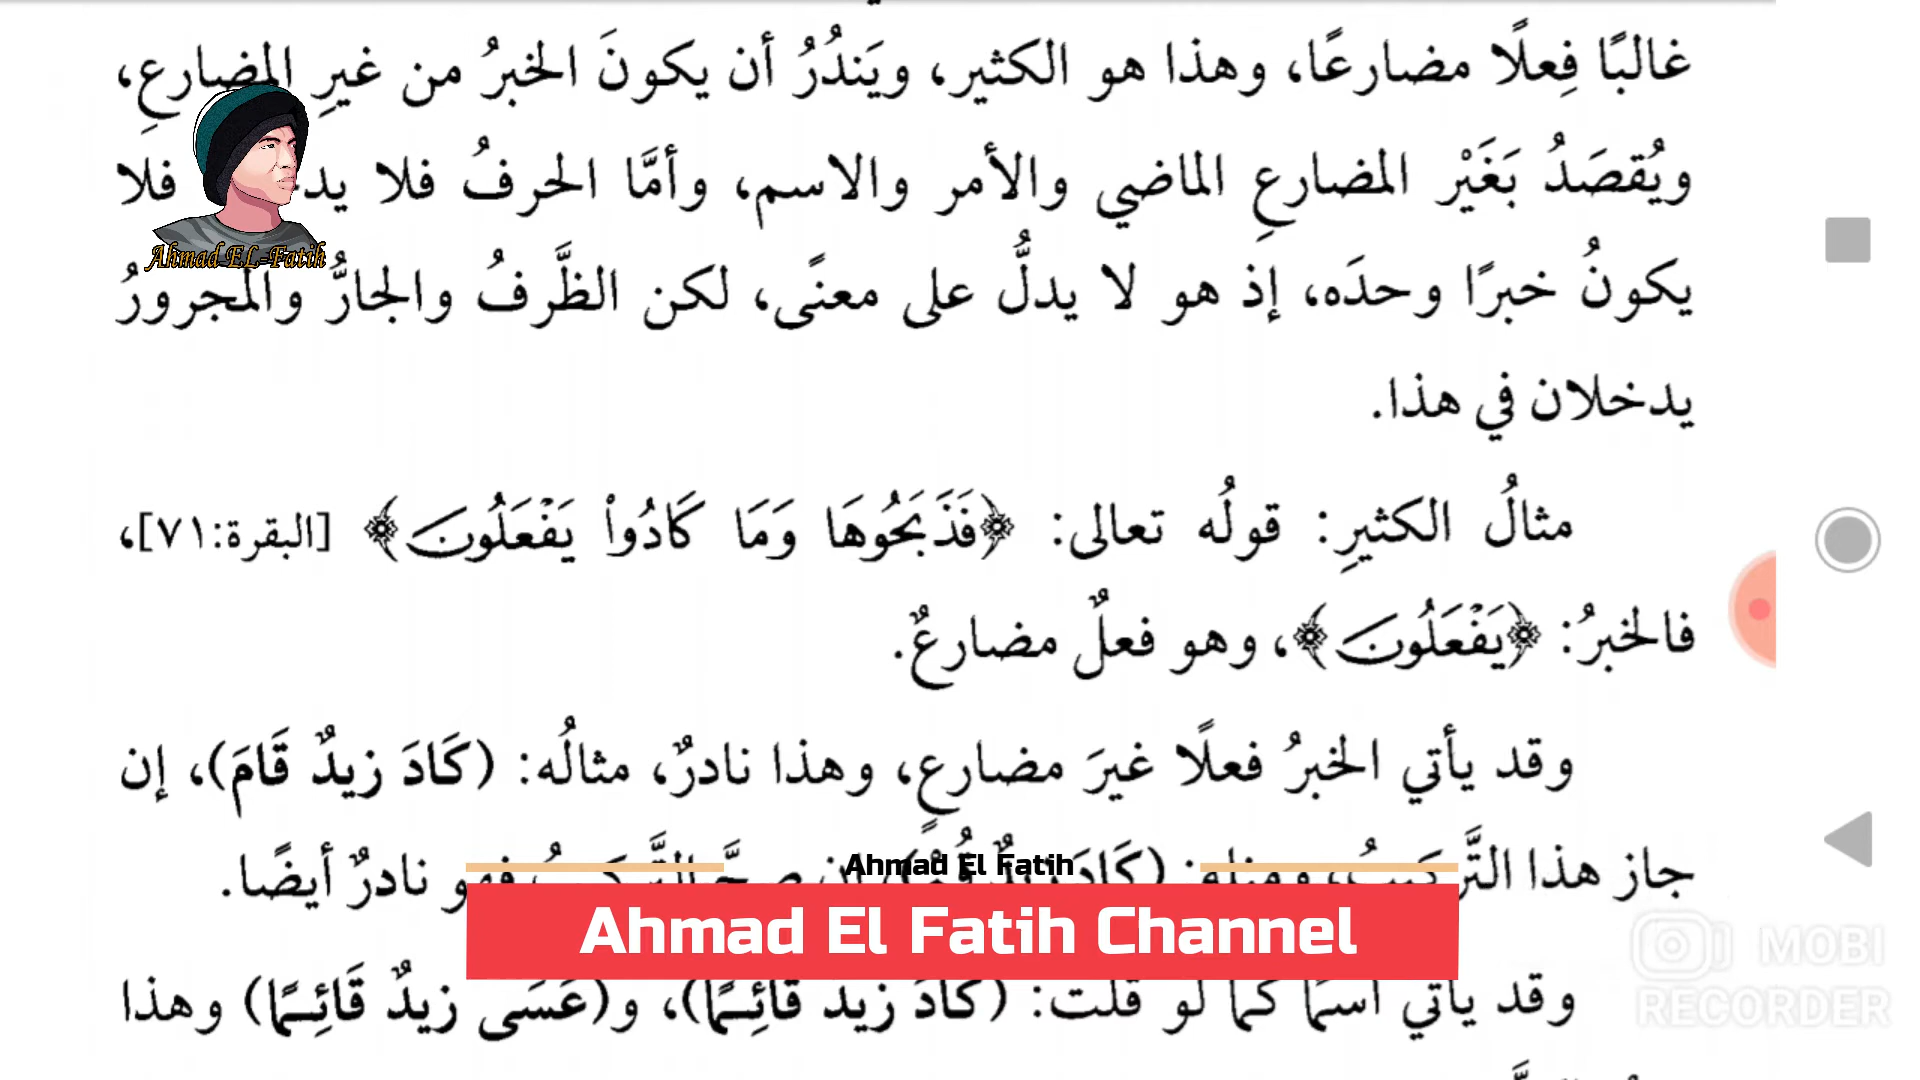 غالبًا فِعلًا مضارعًا، وهذا هو الكثير، ويَندُرُ أن يكونَ الخبرُ من غيرِ المضارعِ،
ويُقصَدُ بَغَيْرِ المضارعِ الماضي والأمر والاسم، وأمَّا الحرفُ فلا فلا
يكونُ خبرًا وحدَه، إذ هو لا يدلُّ على معنًى، لكن الظَّرفُ والجارُّ والمجرورُ
يدخلان في هذا.
مثالُ الكثيرِ: قولُه تعالى: ﴿فَذَبَحُوهَا وَمَا كَادُوا۟ يَفْعَلُونَ﴾ [البقرة:٧١]،
فالخبرُ: ﴿يَفْعَلُونَ﴾، وهو فعلٌ مضارعٌ.
وقد يأتي الخبرُ فعلًا غيرَ مضارعٍ، وهذا نادرٌ، مثالُه: (كَادَ زيدٌ قَامَ)، إن
جاز هذا التَّركيبُ، ومثله: (كَادَ فهو نادرٌ أيضًا.
وقد يأتي اسمًا كما لو قلت: (كَادَ زيدٌ قَائِمًا)، و(عَسَى زيدٌ قَائِمًا) وهذا
Ahmad EL-Fatih
Ahmad El Fatih
Ahmad El Fatih Channel
MOBI
RECORDER